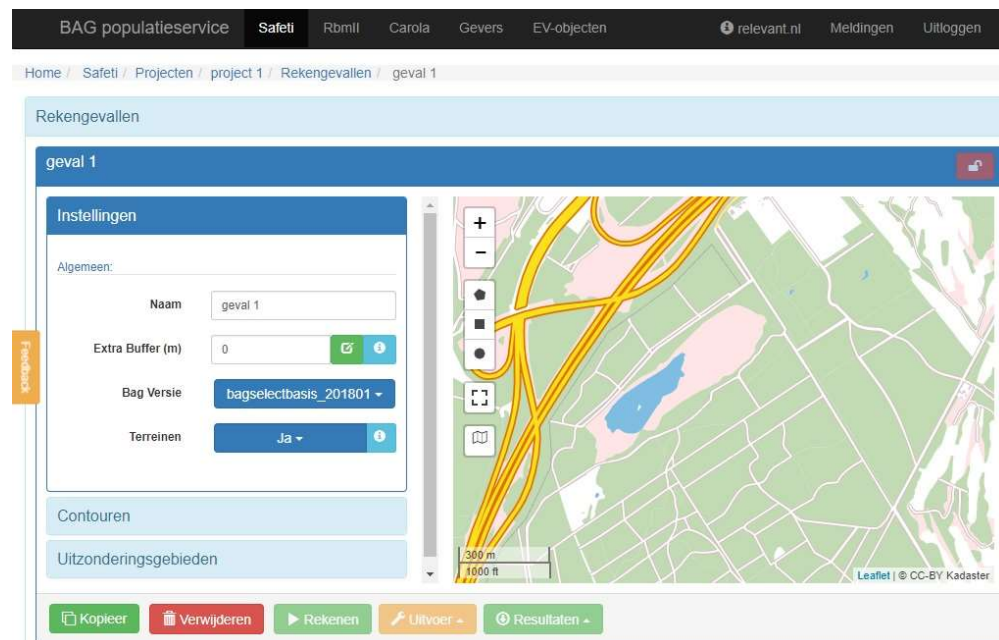 BAG populatieservice Safeti RbmII Carola Gevers EV-objecten relevant.nl Meldingen Uitloggen
Home / Safeti / Projecten / project 1 / Rekengevallen / geval 1
Rekengevallen
geval 1
Instellingen
Algemeen:
Naam geval 1
Extra Buffer (m) 0
Bag Versie bagselectbasis_201801
Terreinen Ja
Contouren
Uitzonderingsgebieden
Feedback
+
−
300 m
1000 ft
Leaflet | © CC-BY Kadaster
Kopieer Verwijderen Rekenen Uitvoer Resultaten